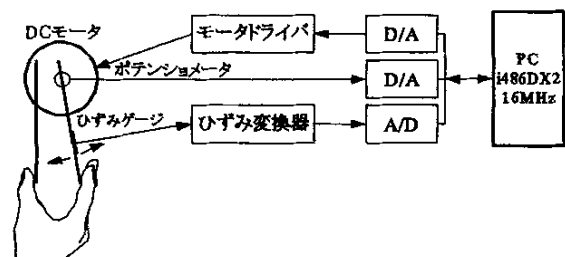 DCモータ
モータドライバ
D/A
ポテンショメータ
D/A
PC
i486DX2
16MHz
ひずみゲージ
ひずみ変換器
A/D